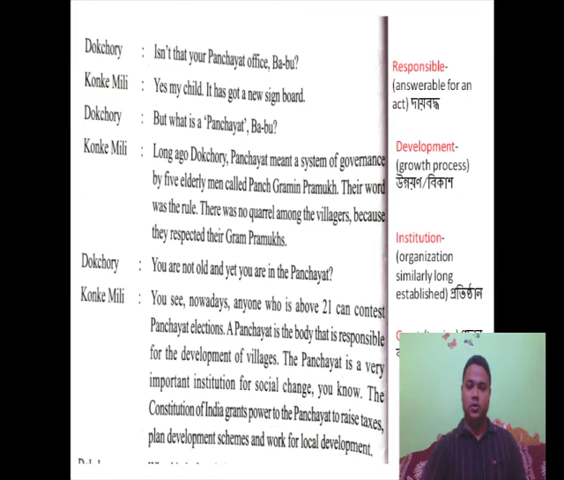 Dokchory : Isn't that your Panchayat office, Ba-bu?
Konke Mili : Yes my child. It has got a new sign board.
Dokchory : But what is a 'Panchayat', Ba-bu?
Konke Mili : Long ago Dokchory, Panchayat meant a system of governance
by five elderly men called Panch Gramin Pramukh. Their word
was the rule. There was no quarrel among the villagers, because
they respected their Gram Pramukhs.
Dokchory : You are not old and yet you are in the Panchayat?
Konke Mili : You see, nowadays, anyone who is above 21 can contest
Panchayat elections. A Panchayat is the body that is responsible
for the development of villages. The Panchayat is a very
important institution for social change, you know. The
Constitution of India grants power to the Panchayat to raise taxes,
plan development schemes and work for local development.
Responsible-
(answerable for an
act) দায়বদ্ধ
Development-
(growth process)
উন্নয়ণ/বিকাশ
Institution-
(organization
similarly long
established) প্ৰতিষ্ঠান